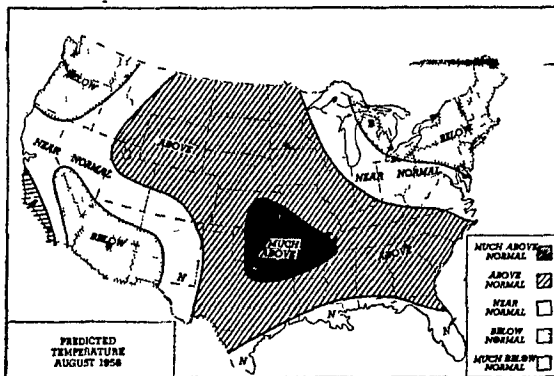 BELOW
NEAR NORMAL
ABOVE
B
BELOW
NEAR NORMAL
A
BELOW
MUCH
ABOVE
ABOVE
N
N
N
N
MUCH ABOVE
NORMAL
ABOVE
NORMAL
NEAR
NORMAL
BELOW
NORMAL
MUCH BELOW
NORMAL
PREDICTED
TEMPERATURE
AUGUST 1956